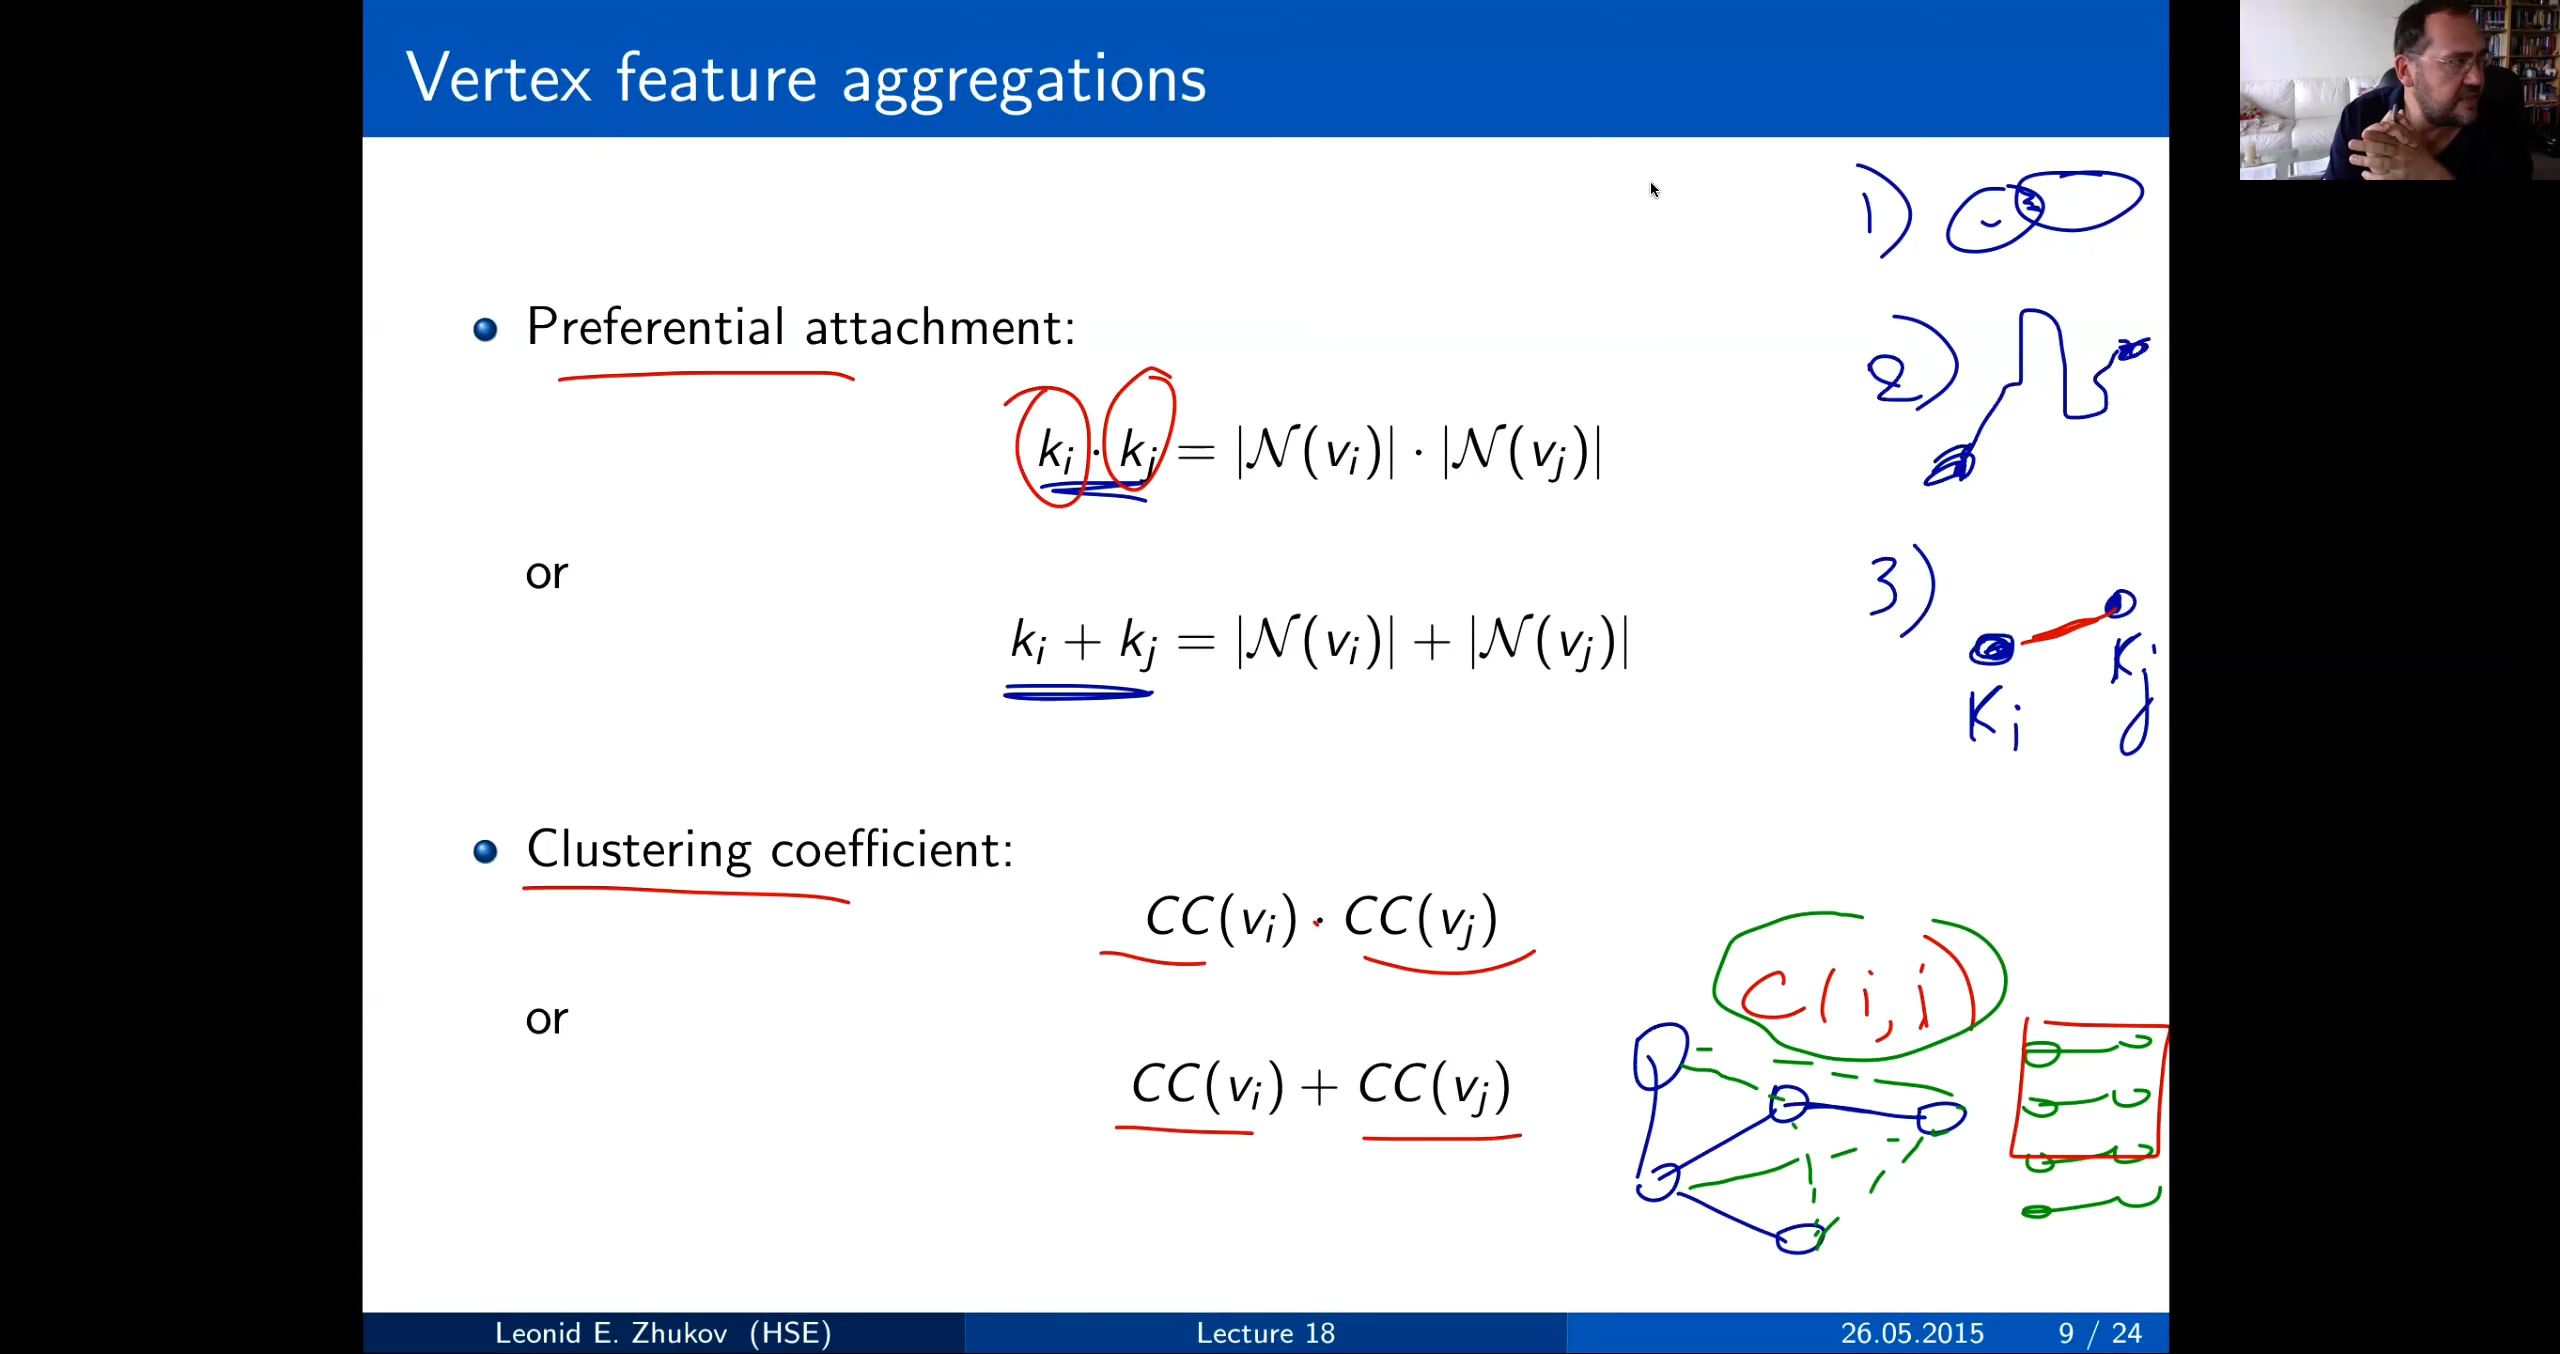 Vertex feature aggregations
1)
Preferential attachment:
2)
k_i · k_j = |𝒩(v_i)| · |𝒩(v_j)|
or
3)
k_i + k_j = |𝒩(v_i)| + |𝒩(v_j)|
K_j
K_i
Clustering coefficient:
CC(v_i) · CC(v_j)
C(i,j)
or
CC(v_i) + CC(v_j)
Leonid E. Zhukov (HSE) Lecture 18 26.05.2015 9 / 24